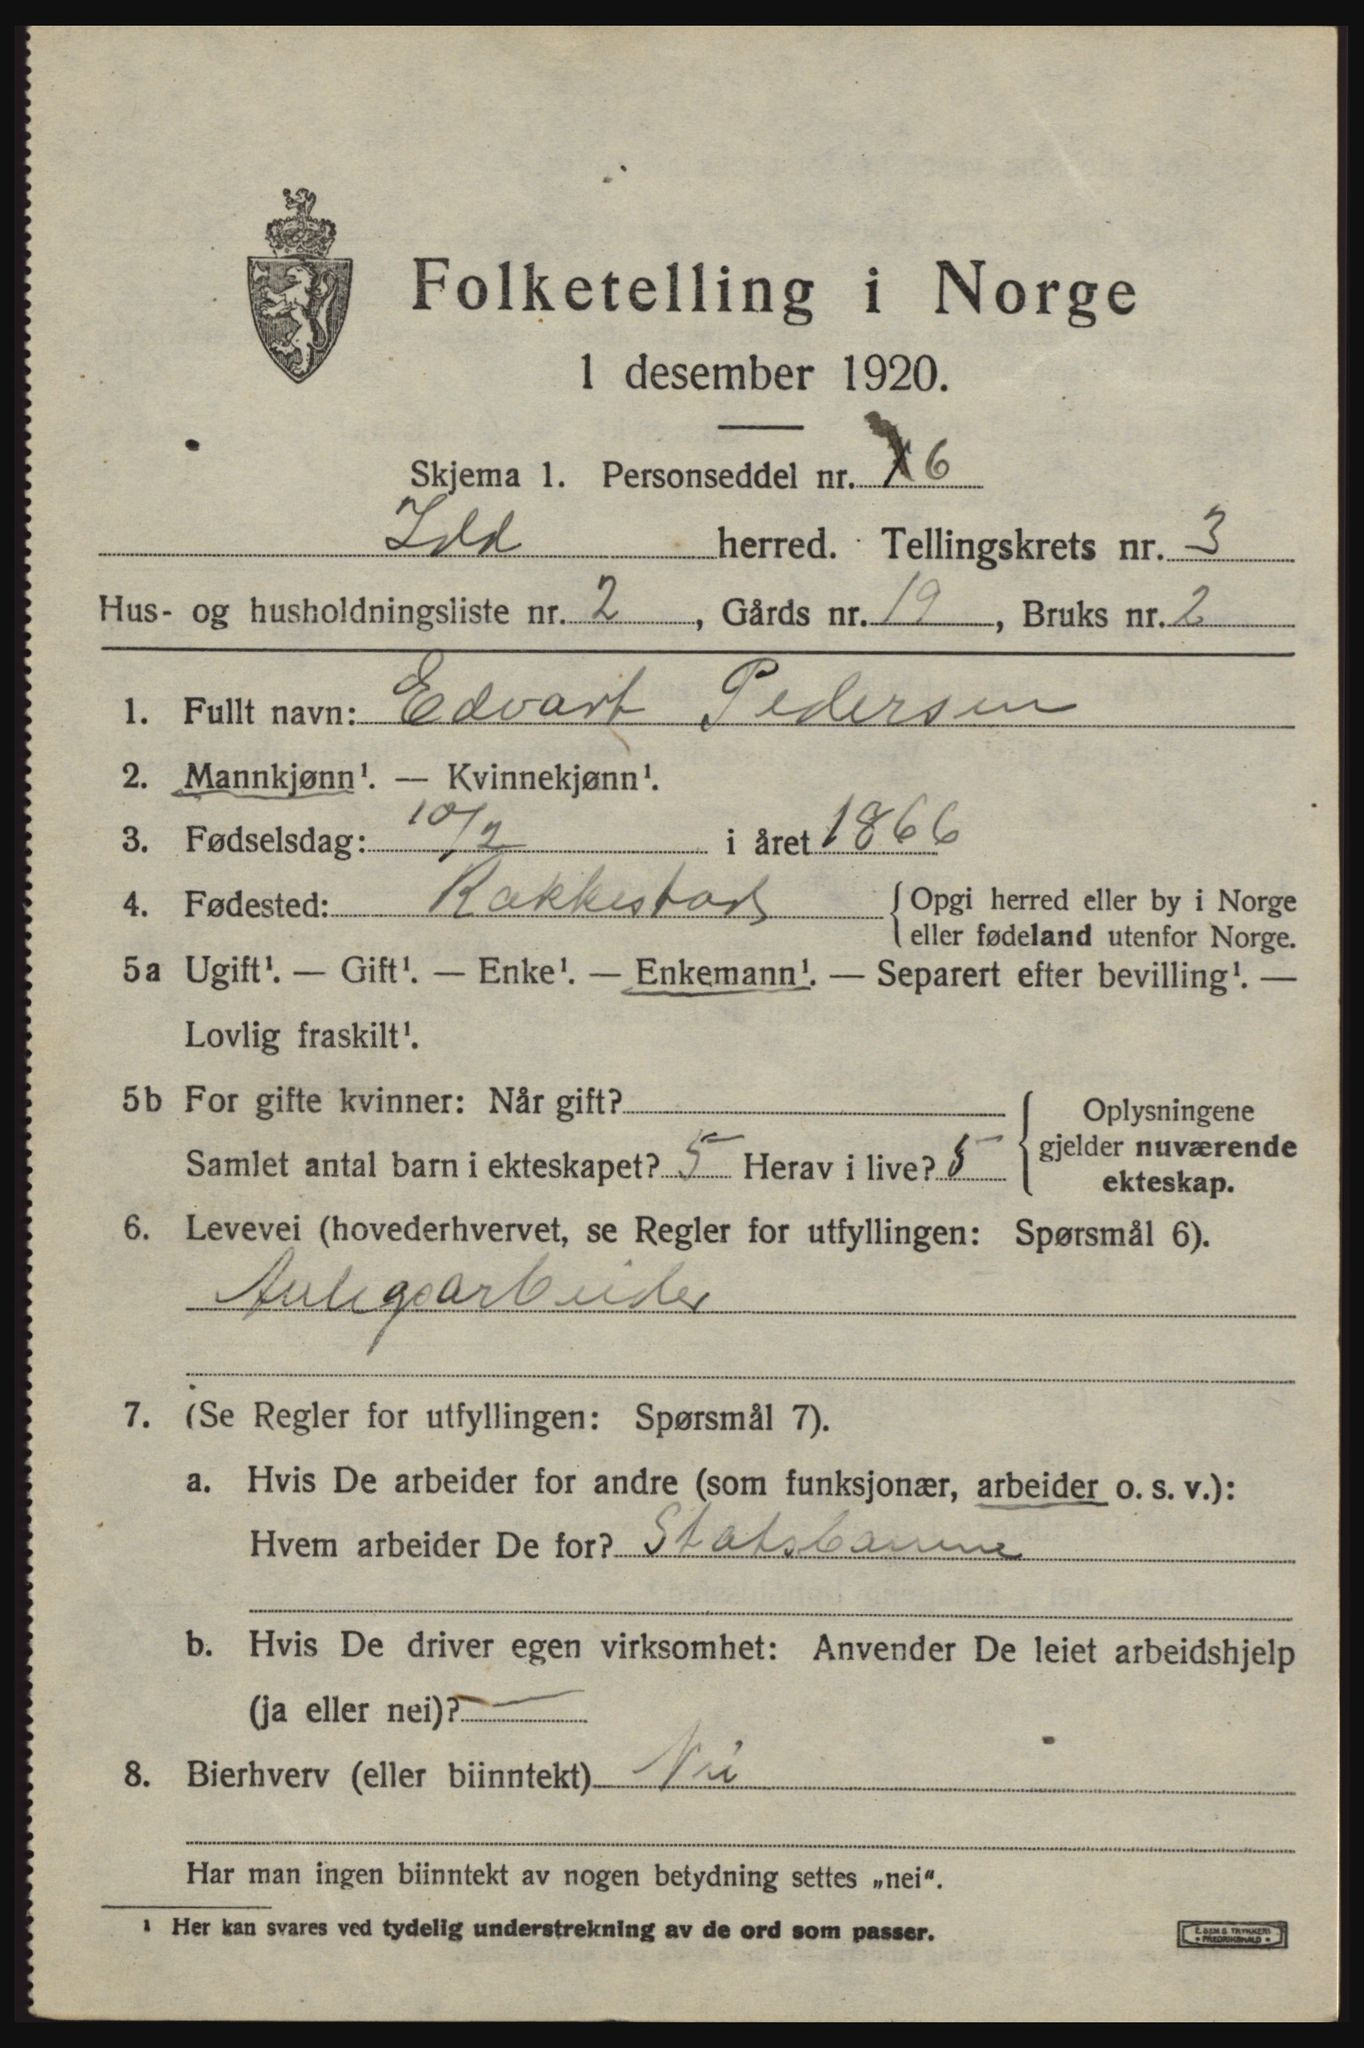 Folketelling i Norge
1 desember 1920.
Skjema 1. Personseddel nr. 6
Idd herred. Tellingskrets nr. 3
Hus- og husholdningsliste nr. 2, Gårds nr. 19, Bruks nr. 2
1. Fullt navn: Edvart Pedersen
2. Mannkjønn¹. — Kvinnekjønn¹.
3. Fødselsdag: 10/2 i året 1866
4. Fødested: Rakkestad { Opgi herred eller by i Norge
eller fødeland utenfor Norge.
5a Ugift¹. — Gift¹. — Enke¹. — Enkemann¹. — Separert efter bevilling¹. —
Lovlig fraskilt¹.
5b For gifte kvinner: Når gift?
Samlet antal barn i ekteskapet? 5 Herav i live? 5
{ Oplysningene
gjelder nuværende
ekteskap.
6. Levevei (hovederhvervet, se Regler for utfyllingen: Spørsmål 6).
Anlegsarbeider
7. (Se Regler for utfyllingen: Spørsmål 7).
a. Hvis De arbeider for andre (som funksjonær, arbeider o. s. v.):
Hvem arbeider De for? Statsbanene
b. Hvis De driver egen virksomhet: Anvender De leiet arbeidshjelp
(ja eller nei)? —
8. Bierhverv (eller biinntekt) Nei
Har man ingen biinntekt av nogen betydning settes „nei“.
¹ Her kan svares ved tydelig understrekning av de ord som passer.
E. SEM'S TRYKKERI
• FREDRIKSHALD •